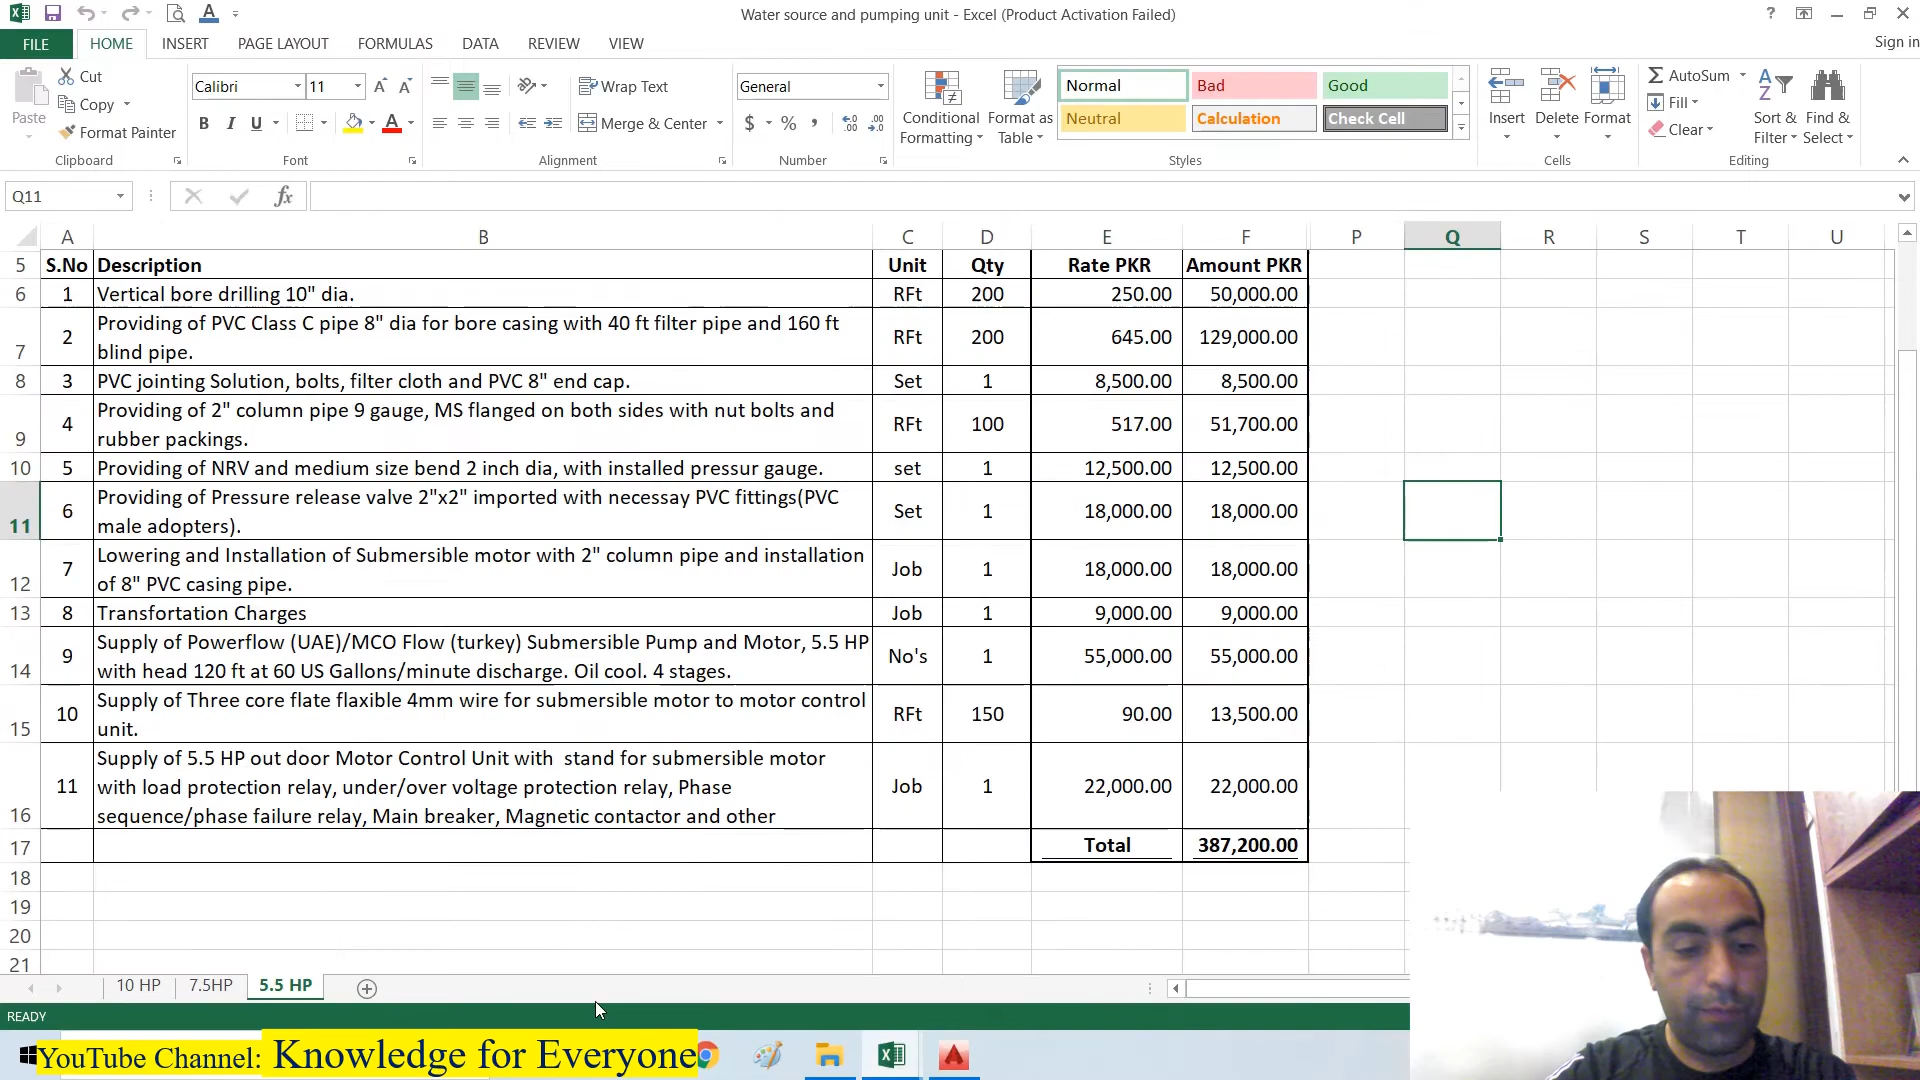 Water source and pumping unit - Excel (Product Activation Failed)
Sign in
FILE HOME INSERT PAGE LAYOUT FORMULAS DATA REVIEW VIEW
Paste
Cut
Copy
Format Painter
Clipboard
Calibri 11
B I U
Font
Wrap Text
Merge & Center
Alignment
General
$ % ,
Number
Conditional Formatting
Format as Table
Normal Bad Good
Neutral Calculation Check Cell
Styles
Insert Delete Format
Cells
AutoSum
Fill
Clear
Sort & Filter
Find & Select
Editing
Q11
fx
A B C D E F P Q R S T U
5 S.No Description Unit Qty Rate PKR Amount PKR
6 1 Vertical bore drilling 10" dia. RFt 200 250.00 50,000.00
7 2 Providing of PVC Class C pipe 8" dia for bore casing with 40 ft filter pipe and 160 ft
blind pipe. RFt 200 645.00 129,000.00
8 3 PVC jointing Solution, bolts, filter cloth and PVC 8" end cap. Set 1 8,500.00 8,500.00
9 4 Providing of 2" column pipe 9 gauge, MS flanged on both sides with nut bolts and
rubber packings. RFt 100 517.00 51,700.00
10 5 Providing of NRV and medium size bend 2 inch dia, with installed pressur gauge. set 1 12,500.00 12,500.00
11 6 Providing of Pressure release valve 2"x2" imported with necessay PVC fittings(PVC
male adopters). Set 1 18,000.00 18,000.00
12 7 Lowering and Installation of Submersible motor with 2" column pipe and installation
of 8" PVC casing pipe. Job 1 18,000.00 18,000.00
13 8 Transfortation Charges Job 1 9,000.00 9,000.00
14 9 Supply of Powerflow (UAE)/MCO Flow (turkey) Submersible Pump and Motor, 5.5 HP
with head 120 ft at 60 US Gallons/minute discharge. Oil cool. 4 stages. No's 1 55,000.00 55,000.00
15 10 Supply of Three core flate flaxible 4mm wire for submersible motor to motor control
unit. RFt 150 90.00 13,500.00
16 11 Supply of 5.5 HP out door Motor Control Unit with  stand for submersible motor
with load protection relay, under/over voltage protection relay, Phase
sequence/phase failure relay, Main breaker, Magnetic contactor and other Job 1 22,000.00 22,000.00
17 Total 387,200.00
18
19
20
21
10 HP 7.5HP 5.5 HP
READY
YouTube Channel: Knowledge for Everyone